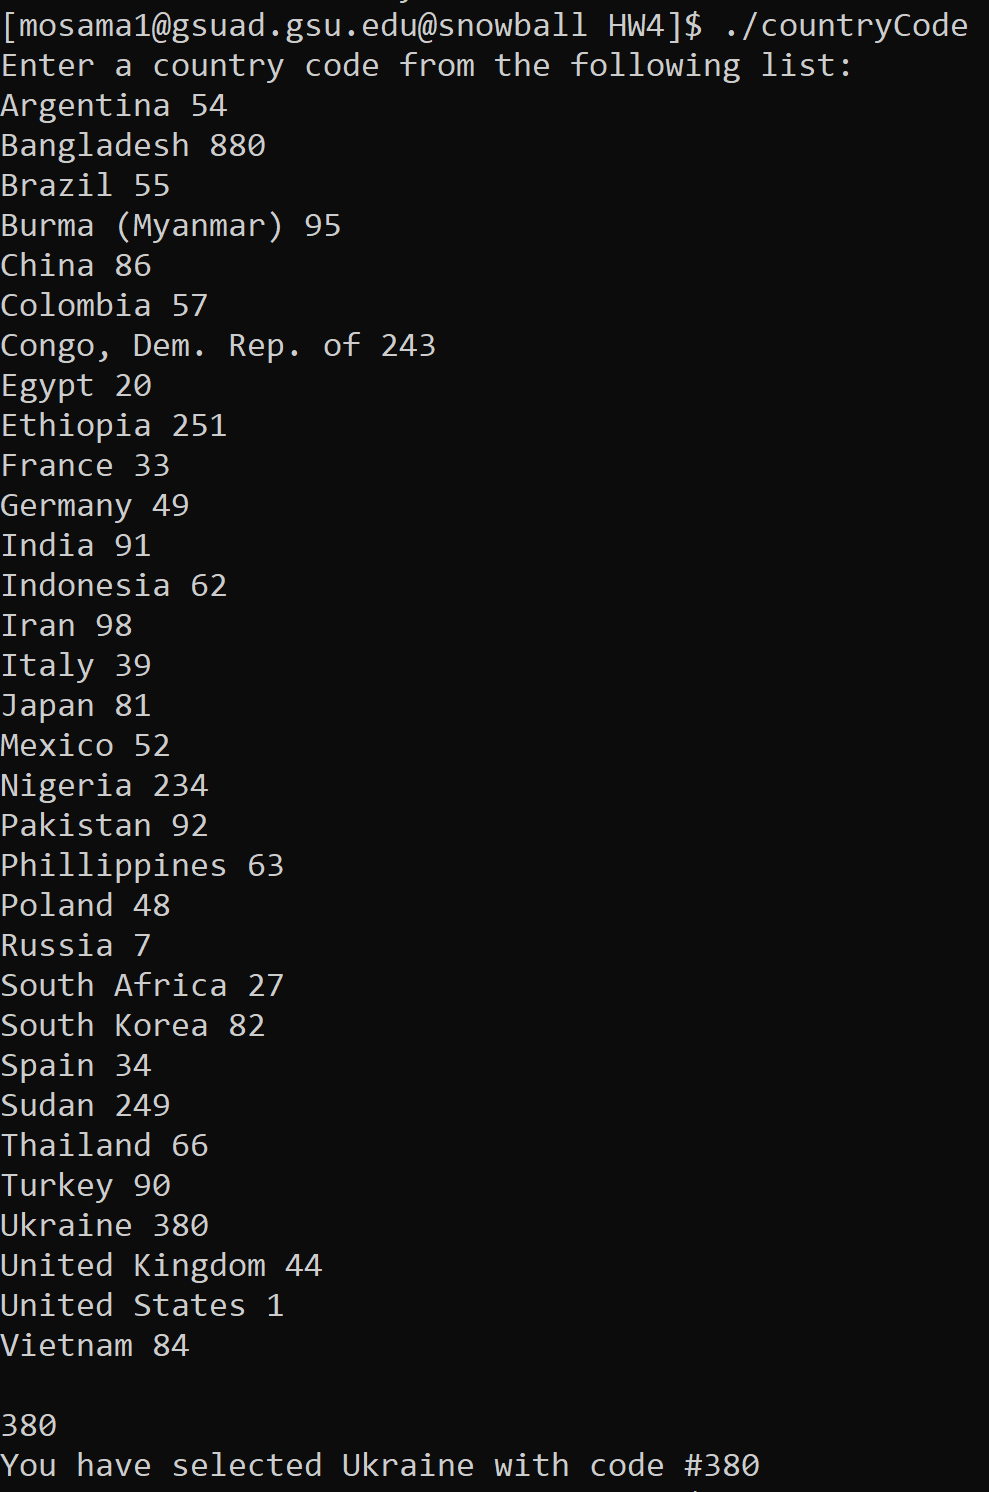 [mosama1@gsuad.gsu.edu@snowball HW4]$ ./countryCode
Enter a country code from the following list:
Argentina 54
Bangladesh 880
Brazil 55
Burma (Myanmar) 95
China 86
Colombia 57
Congo, Dem. Rep. of 243
Egypt 20
Ethiopia 251
France 33
Germany 49
India 91
Indonesia 62
Iran 98
Italy 39
Japan 81
Mexico 52
Nigeria 234
Pakistan 92
Phillippines 63
Poland 48
Russia 7
South Africa 27
South Korea 82
Spain 34
Sudan 249
Thailand 66
Turkey 90
Ukraine 380
United Kingdom 44
United States 1
Vietnam 84
380
You have selected Ukraine with code #380